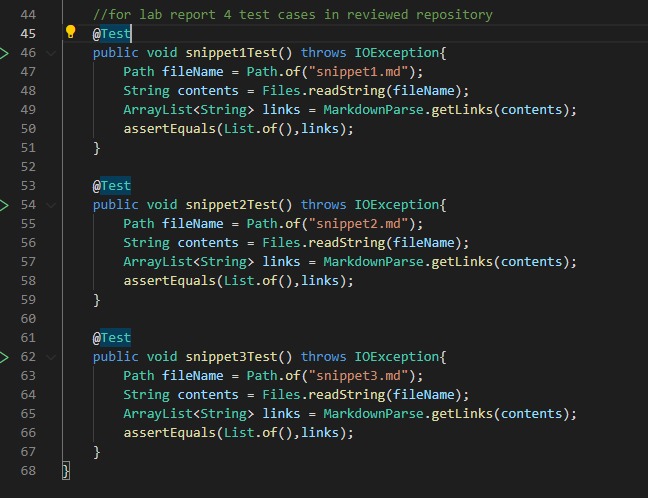 44 //for lab report 4 test cases in reviewed repository
45 @Test
46 public void snippet1Test() throws IOException{
47 Path fileName = Path.of("snippet1.md");
48 String contents = Files.readString(fileName);
49 ArrayList<String> links = MarkdownParse.getLinks(contents);
50 assertEquals(List.of(),links);
51 }
52
53 @Test
54 public void snippet2Test() throws IOException{
55 Path fileName = Path.of("snippet2.md");
56 String contents = Files.readString(fileName);
57 ArrayList<String> links = MarkdownParse.getLinks(contents);
58 assertEquals(List.of(),links);
59 }
60
61 @Test
62 public void snippet3Test() throws IOException{
63 Path fileName = Path.of("snippet3.md");
64 String contents = Files.readString(fileName);
65 ArrayList<String> links = MarkdownParse.getLinks(contents);
66 assertEquals(List.of(),links);
67 }
68 }